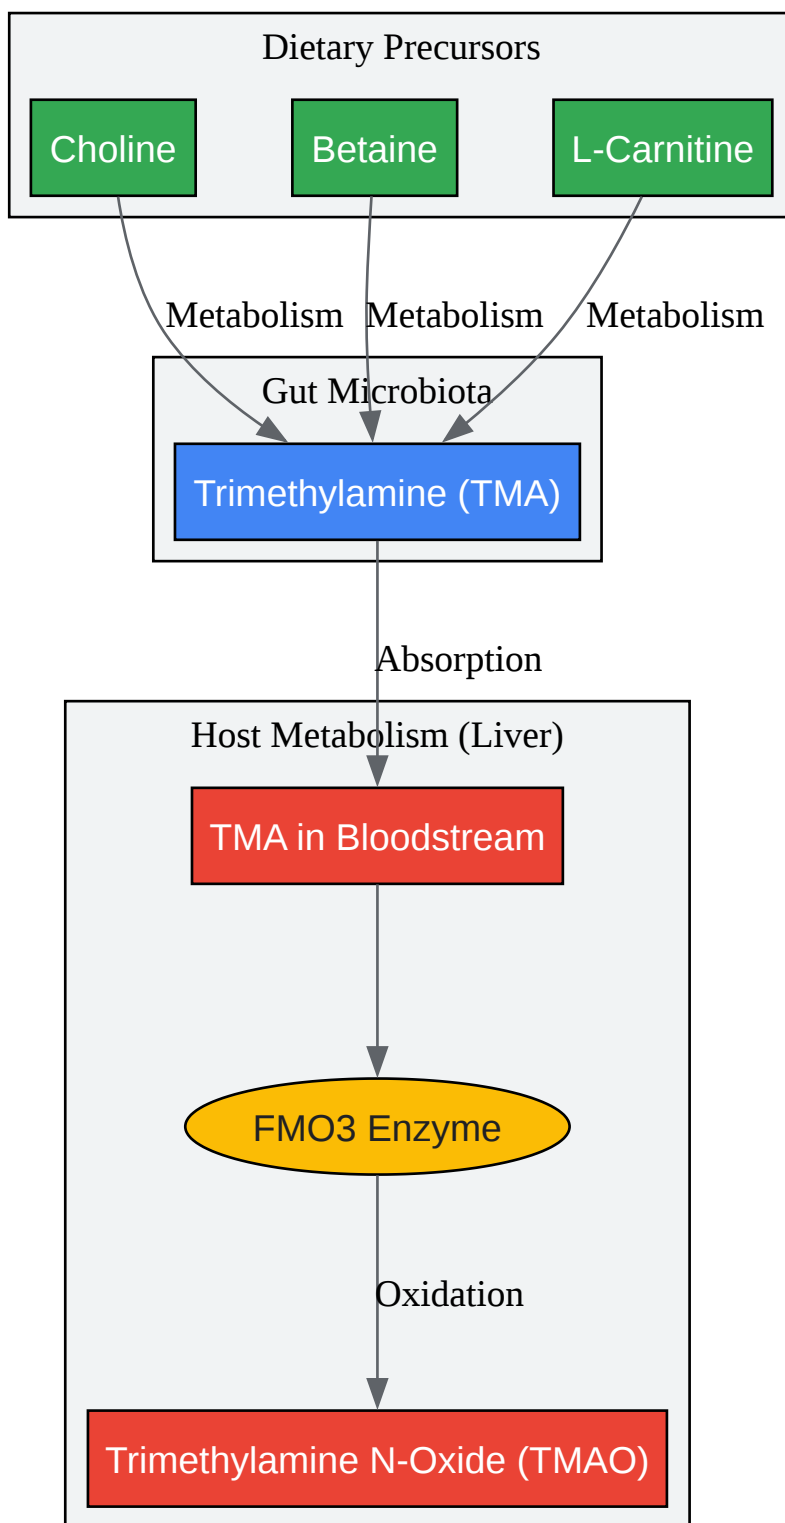 Dietary Precursors
Choline
Betaine
L-Carnitine
Metabolism
Metabolism
Metabolism
Gut Microbiota
Trimethylamine (TMA)
Absorption
Host Metabolism (Liver)
TMA in Bloodstream
FMO3 Enzyme
Oxidation
Trimethylamine N-Oxide (TMAO)